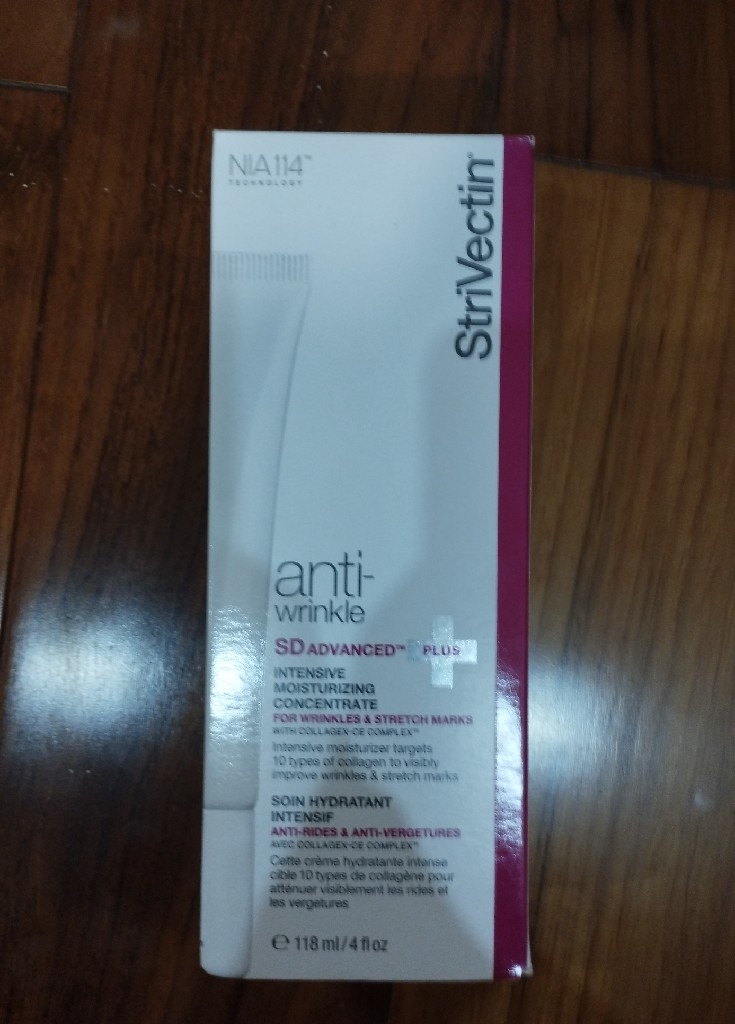 NIA114™
TECHNOLOGY
StriVectin®
anti-
wrinkle
SD ADVANCED™ PLUS
INTENSIVE
MOISTURIZING
CONCENTRATE
FOR WRINKLES & STRETCH MARKS
WITH COLLAGEX-CE COMPLEX™
Intensive moisturizer targets
10 types of collagen to visibly
improve wrinkles & stretch marks
SOIN HYDRATANT
INTENSIF
ANTI-RIDES & ANTI-VERGETURES
AVEC COLLAGEX-CE COMPLEX™
Cette crème hydratante intense
cible 10 types de collagène pour
atténuer visiblement les rides et
les vergetures
℮ 118 ml / 4 fl oz